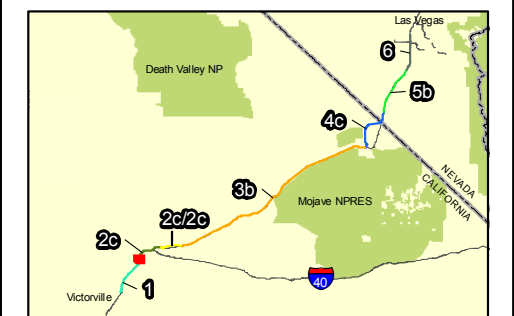 Las Vegas
6
Death Valley NP
5b
4c
NEVADA
CALIFORNIA
3b
Mojave NPRES
2c/2c
2c
40
1
Victorville